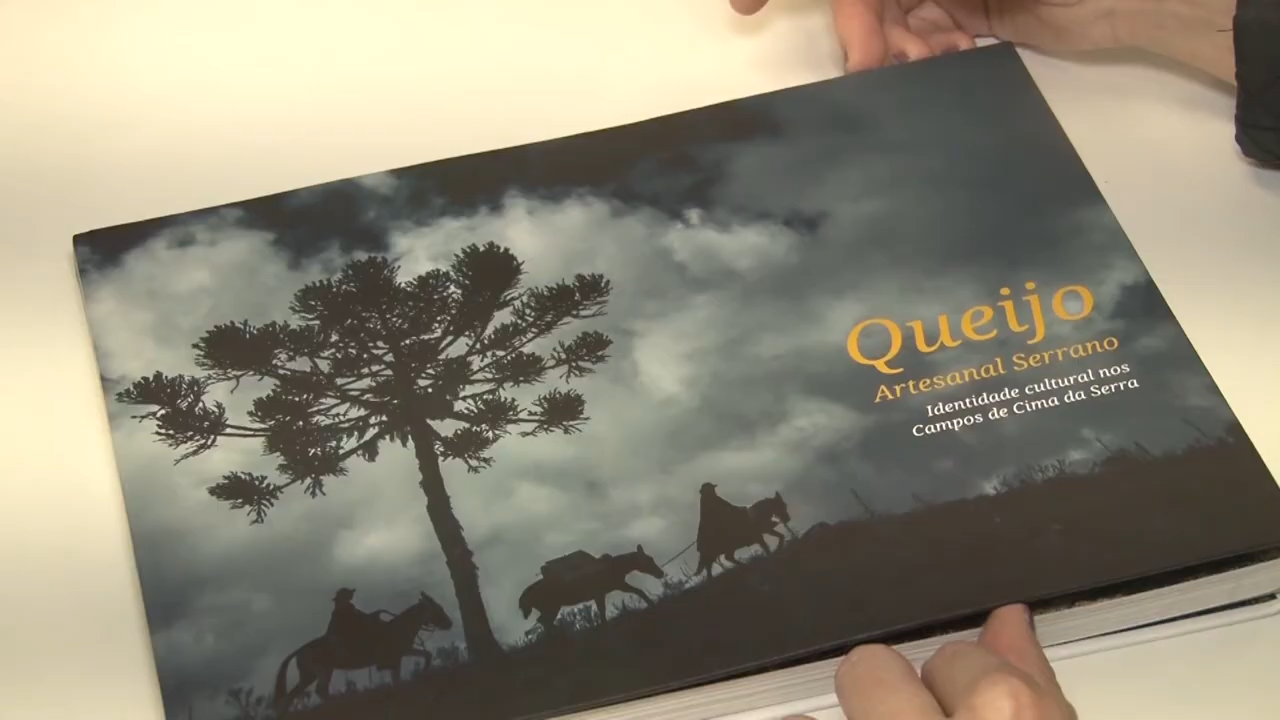 Queijo
Artesanal Serrano
Identidade cultural nos
Campos de Cima da Serra